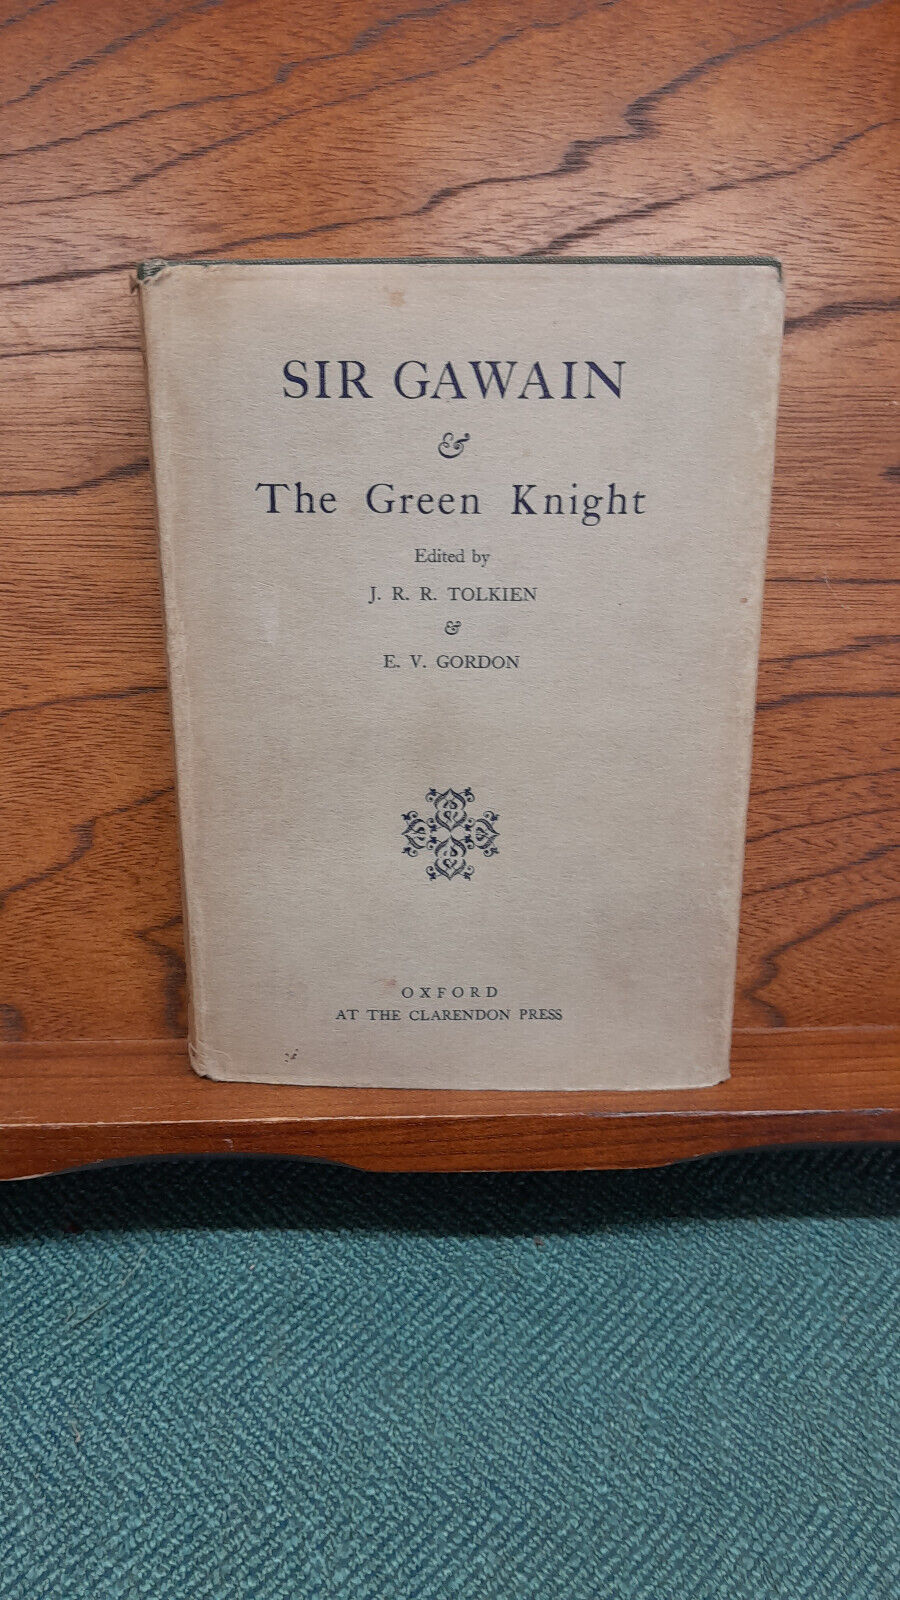 SIR GAWAIN
&
The Green Knight
Edited by
J. R. R. TOLKIEN
&
E. V. GORDON
OXFORD
AT THE CLARENDON PRESS